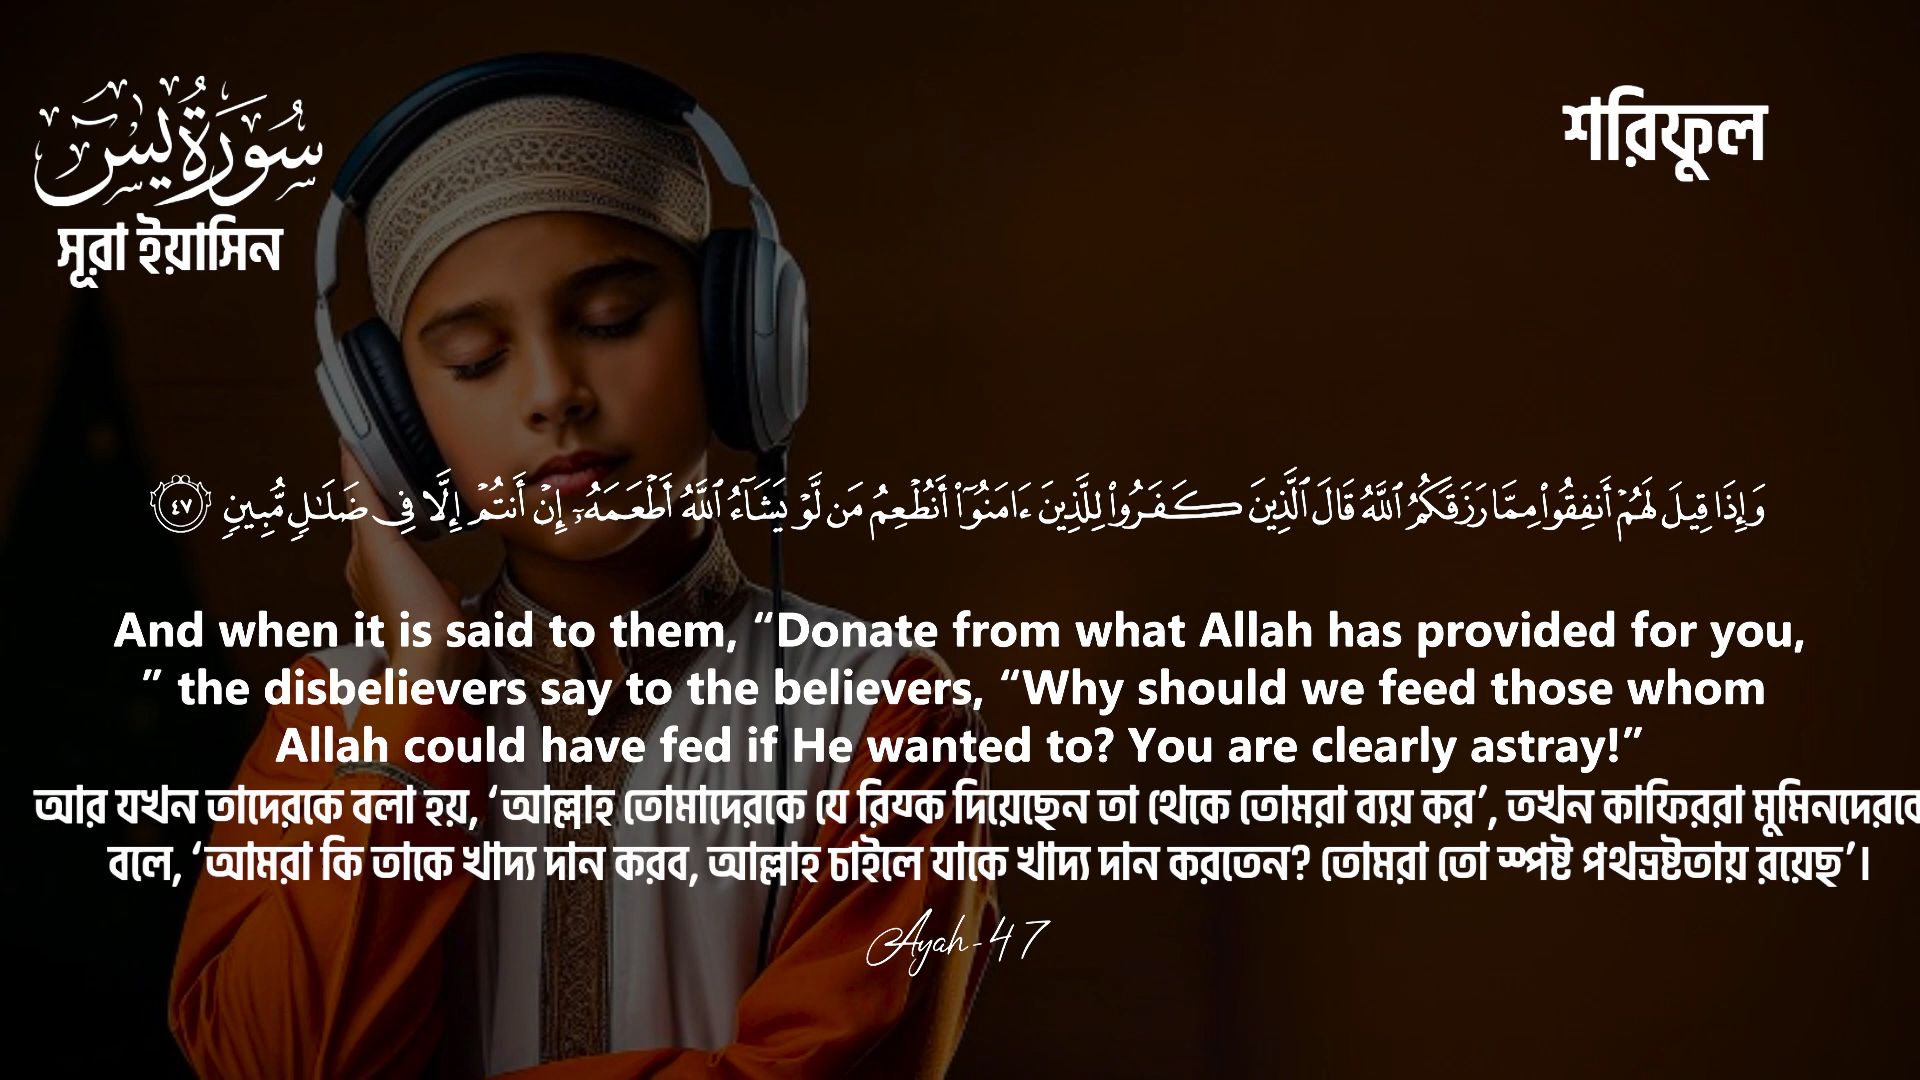 سُورَةُ يسٓ
সূরা ইয়াসিন
শরিফুল
وَإِذَا قِيلَ لَهُمْ أَنفِقُوا۟ مِمَّا رَزَقَكُمُ ٱللَّهُ قَالَ ٱلَّذِينَ كَفَرُوا۟ لِلَّذِينَ ءَامَنُوٓا۟ أَنُطْعِمُ مَن لَّوْ يَشَآءُ ٱللَّهُ أَطْعَمَهُۥٓ إِنْ أَنتُمْ إِلَّا فِى ضَلَـٰلٍ مُّبِينٍ ٤٧
And when it is said to them, “Donate from what Allah has provided for you,
” the disbelievers say to the believers, “Why should we feed those whom
Allah could have fed if He wanted to? You are clearly astray!”
আর যখন তাদেরকে বলা হয়, ‘আল্লাহ তোমাদেরকে যে রিযক দিয়েছেন তা থেকে তোমরা ব্যয় কর’, তখন কাফিররা মুমিনদেরকে
বলে, ‘আমরা কি তাকে খাদ্য দান করব, আল্লাহ চাইলে যাকে খাদ্য দান করতেন? তোমরা তো স্পষ্ট পথভ্রষ্টতায় রয়েছ’।
Ayah-47